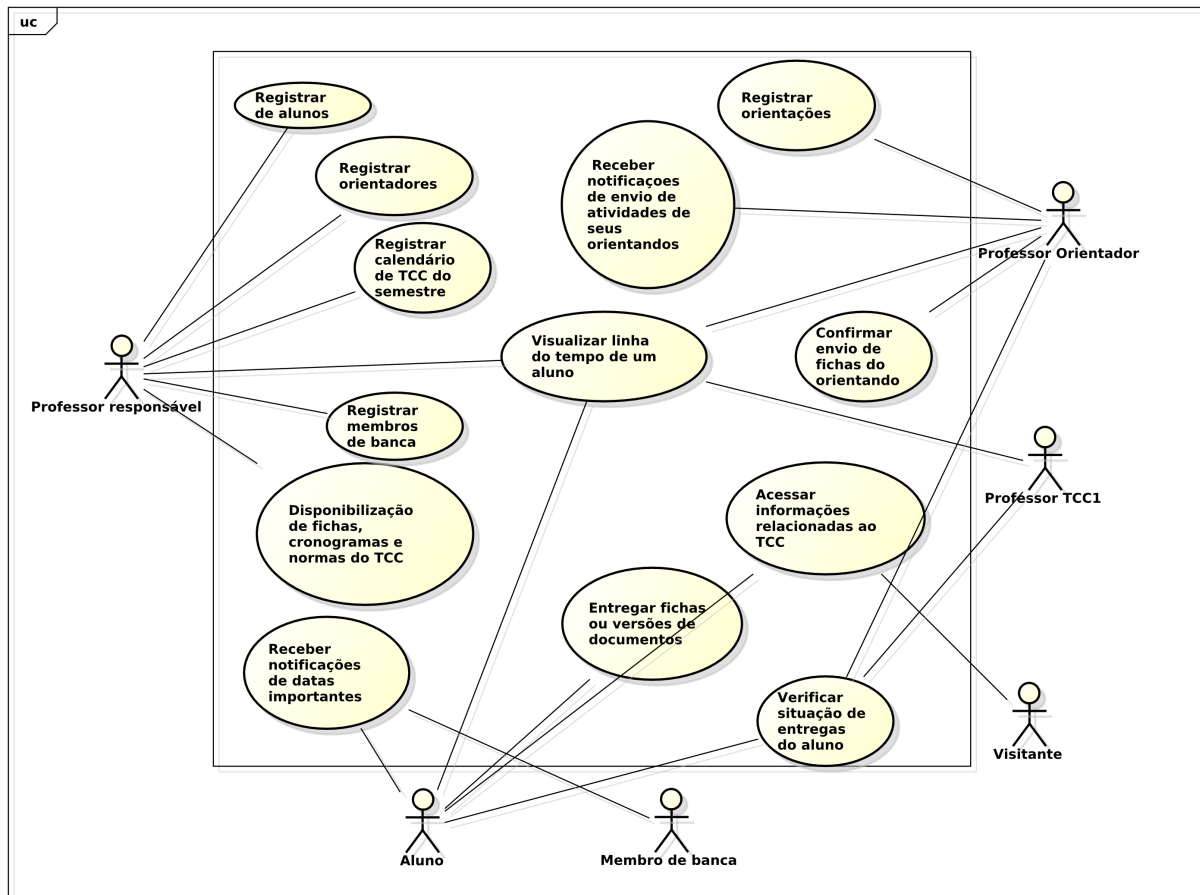 uc
Registrar
de alunos
Registrar
orientações
Registrar
orientadores
Receber
notificaçoes
de envio de
atividades de
seus
orientandos
Registrar
calendário
de TCC do
semestre
Professor Orientador
Visualizar linha
do tempo de um
aluno
Confirmar
envio de
fichas do
orientando
Professor responsável
Registrar
membros
de banca
Disponibilização
de fichas,
cronogramas e
normas do TCC
Acessar
informações
relacionadas ao
TCC
Professor TCC1
Entregar fichas
ou versões de
documentos
Receber
notificações
de datas
importantes
Verificar
situação de
entregas
do aluno
Visitante
Aluno
Membro de banca